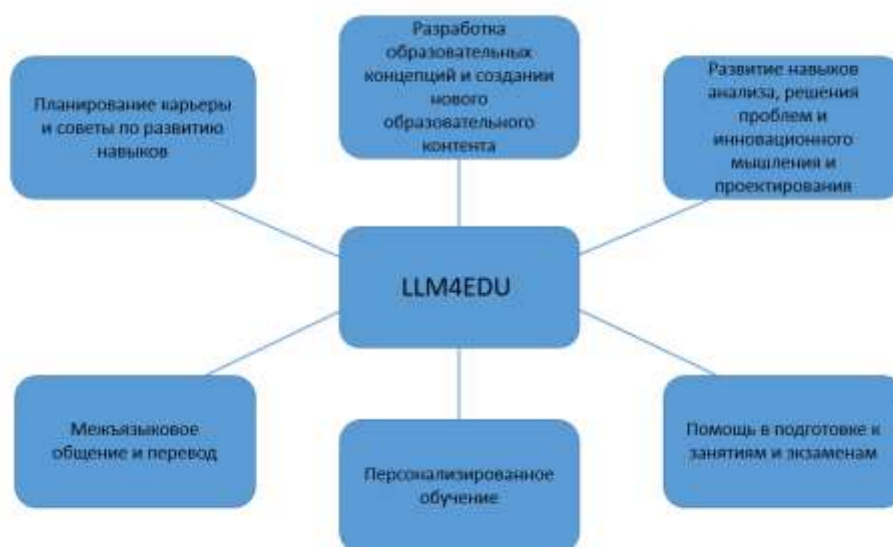 Разработка
образовательных
концепций и создании
нового
образовательного
контента
Планирование карьеры
и советы по развитию
навыков
Развитие навыков
анализа, решения
проблем и
инновационного
мышления и
проектирования
LLM4EDU
Межъязыковое
общение и перевод
Персонализированное
обучение
Помощь в подготовке к
занятиям и экзаменам